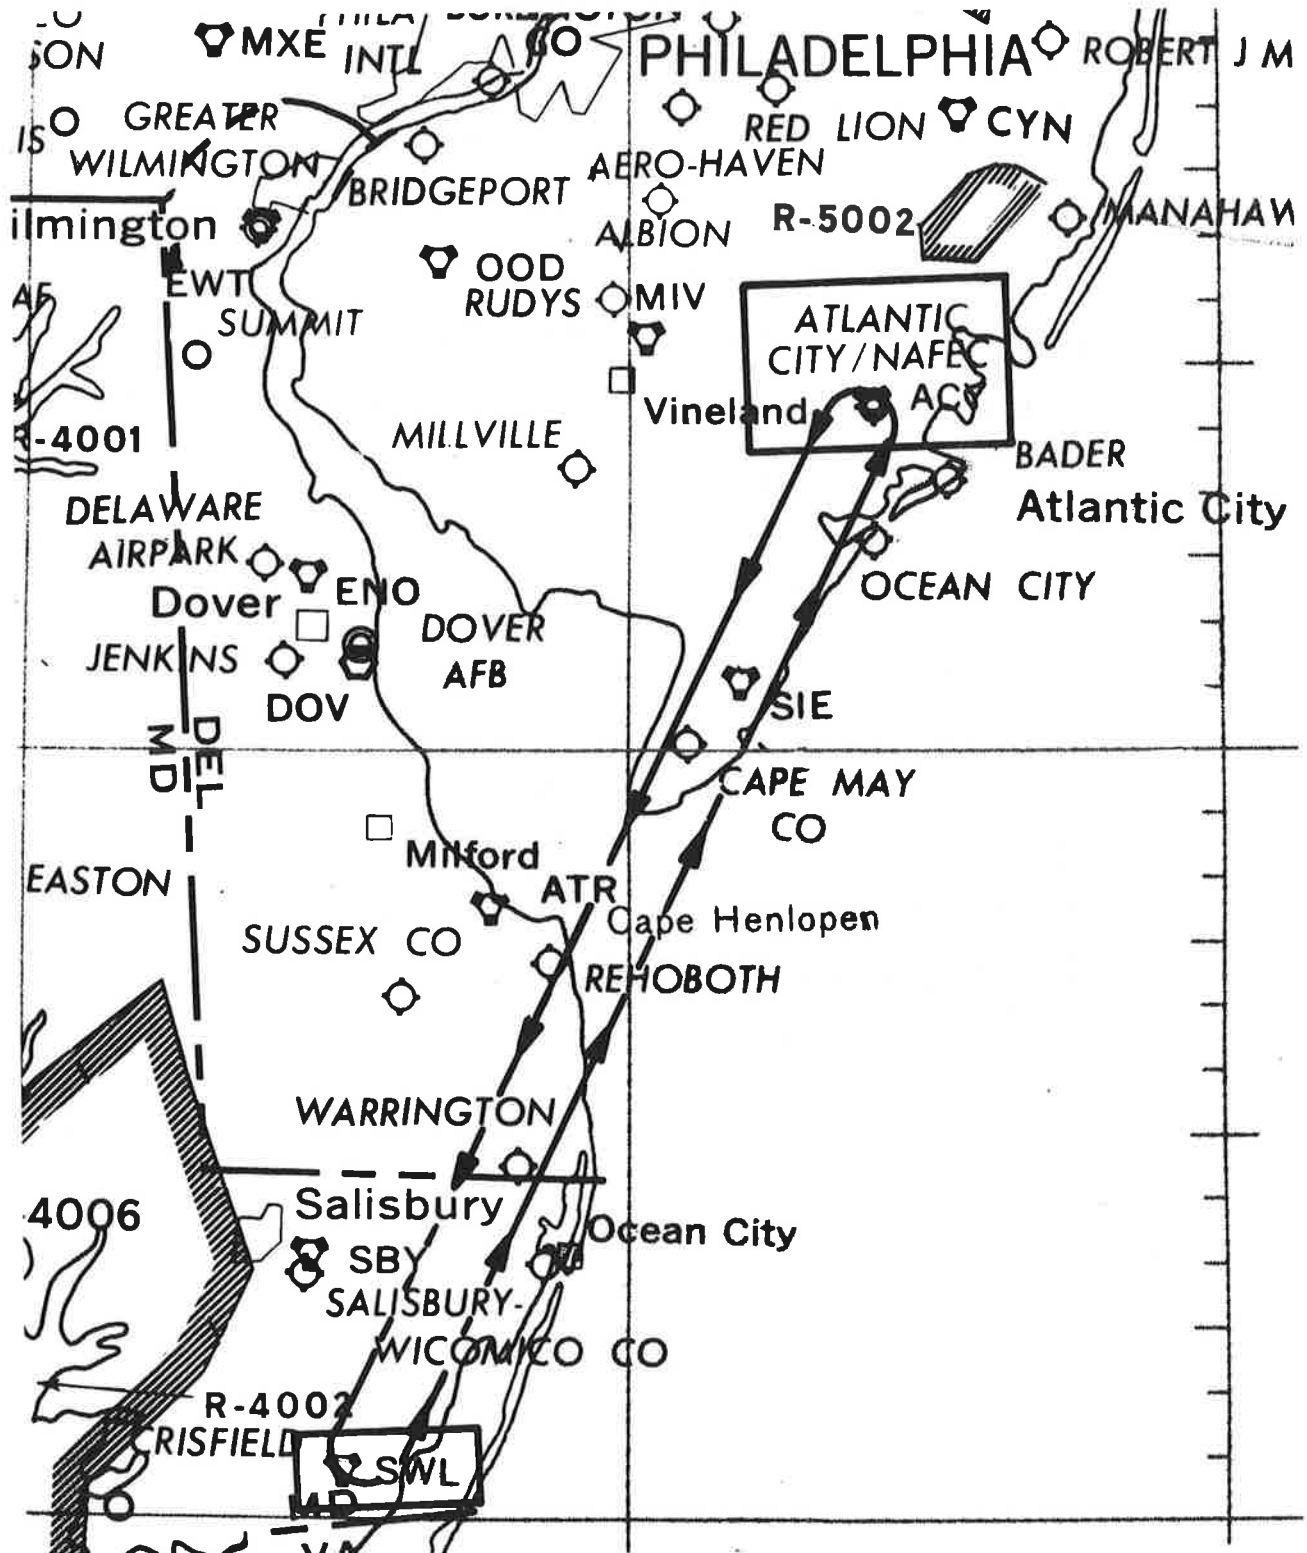 MXE
INTL
PHILADELPHIA
ROBERT J M
GREATER
WILMINGTON
BRIDGEPORT
RED LION
CYN
AERO-HAVEN
ALBION
R-5002
MANAHAW
ilmington
EWT
SUMMIT
OOD
RUDYS
MIV
ATLANTIC
CITY/NAFEC
ACY
Vineland
R-4001
MILLVILLE
BADER
Atlantic City
DELAWARE
AIRPARK
ENO
Dover
OCEAN CITY
DOVER
AFB
JENKINS
DOV
SIE
DEL
MD
CAPE MAY
CO
Milford
EASTON
ATR
Cape Henlopen
SUSSEX CO
REHOBOTH
WARRINGTON
4006
Salisbury
Ocean City
SBY
SALISBURY-
WICOMICO CO
R-4002
CRISFIELD
SWL
MD
VA